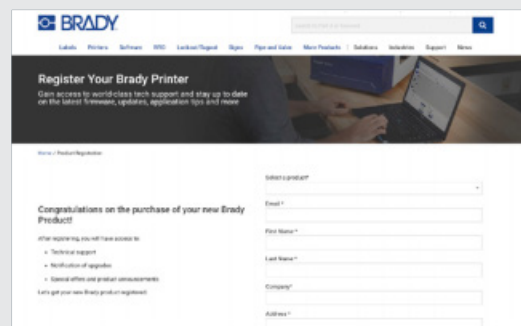 BRADY
Labels Printers Software RFID Lockout/Tagout Signs Pipe and Valve More Products Solutions Industries Support News
Register Your Brady Printer
Gain access to world-class tech support and stay up to date
on the latest firmware, updates, application tips and more
Home / Product Registration
Congratulations on the purchase of your new Brady
Product!
After registering, you will have access to:
• Technical support
• Notification of upgrades
• Special offers and product announcements
Let's get your new Brady product registered!
Select a product*
Email *
First Name *
Last Name *
Company*
Address *